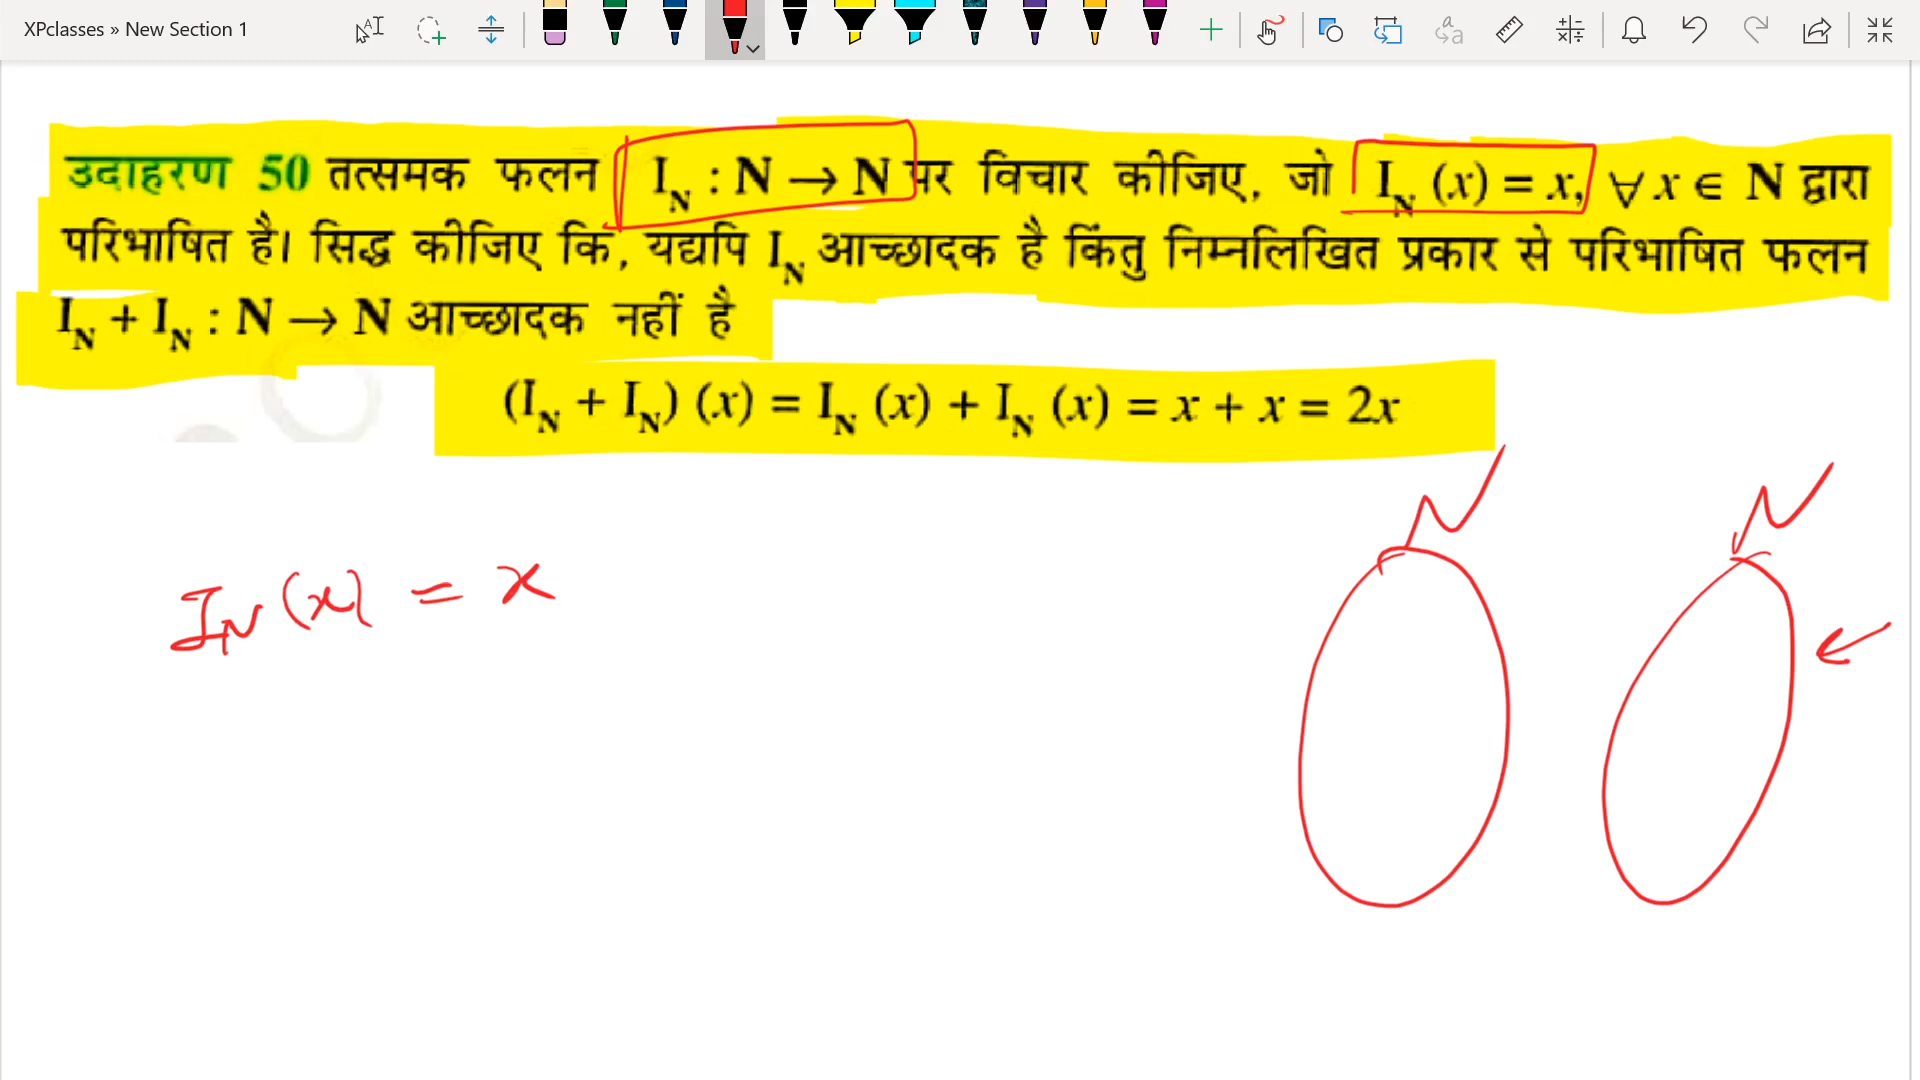 XPclasses » New Section 1
उदाहरण 50 तत्समक फलन I_N : N → N पर विचार कीजिए, जो I_N (x) = x, ∀ x ∈ N द्वारा
परिभाषित है। सिद्ध कीजिए कि, यद्यपि I_N आच्छादक है किंतु निम्नलिखित प्रकार से परिभाषित फलन
I_N + I_N : N → N आच्छादक नहीं है
(I_N + I_N) (x) = I_N (x) + I_N (x) = x + x = 2x
N N
I_N (x) = x